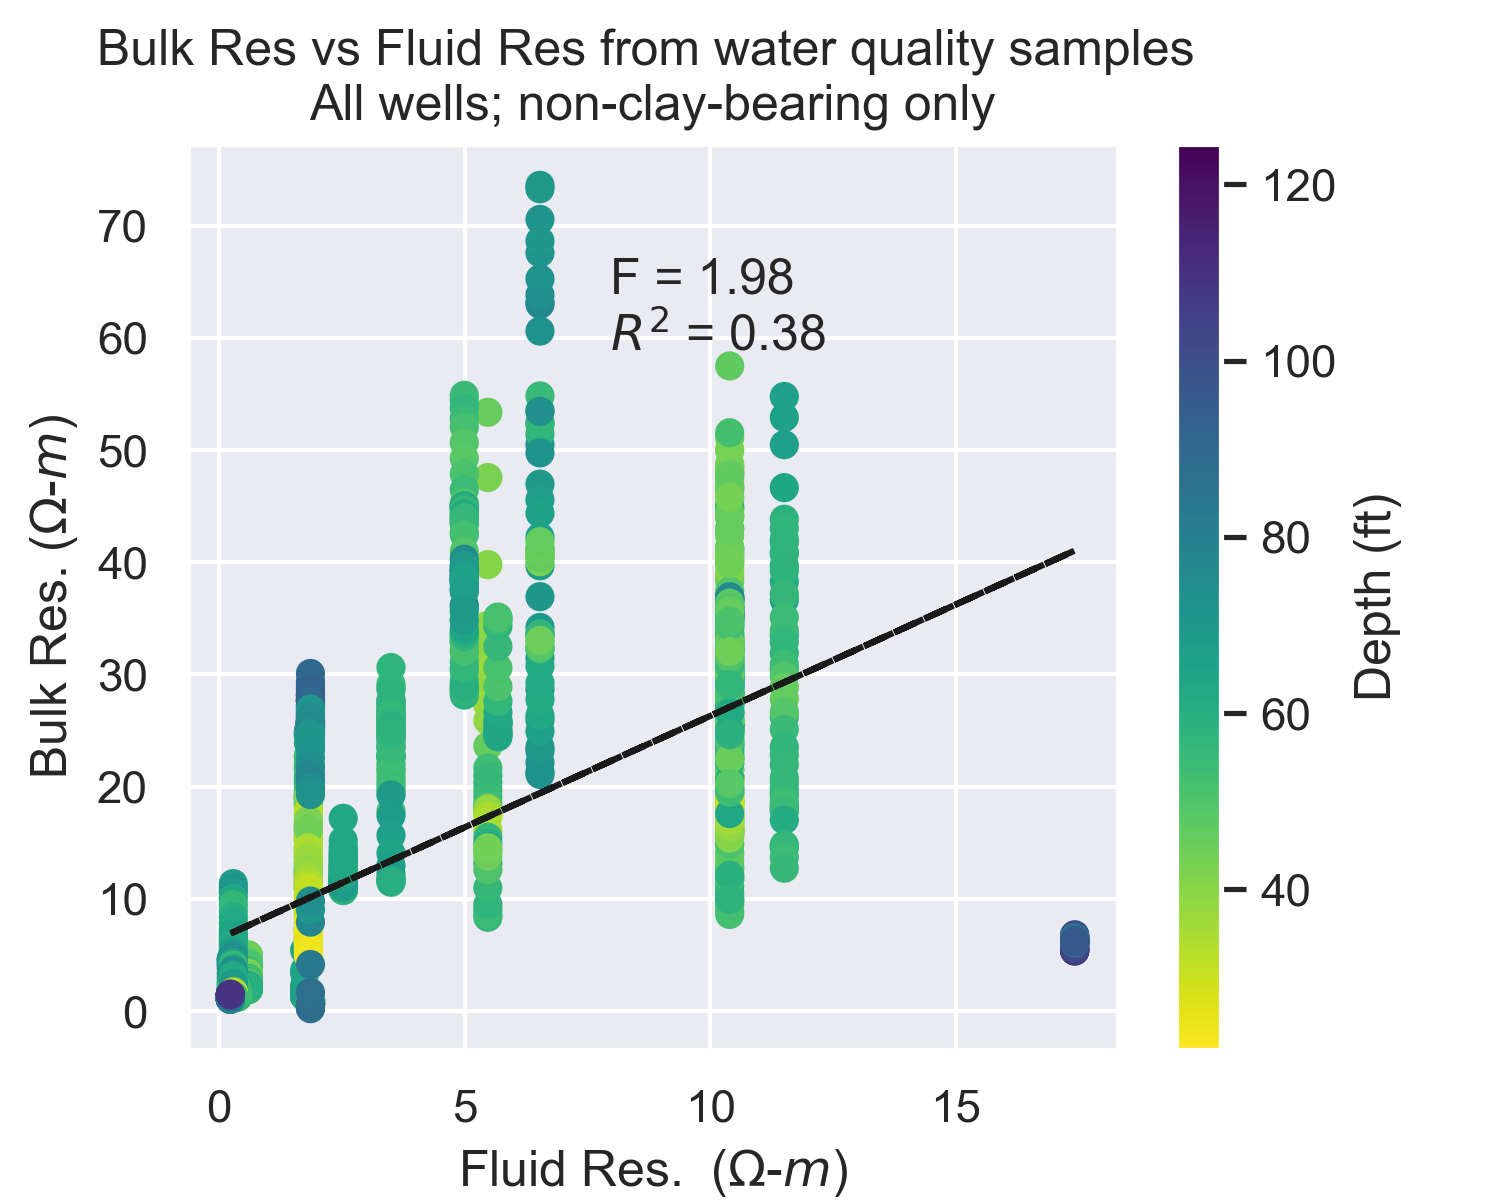 Bulk Res vs Fluid Res from water quality samples
All wells; non-clay-bearing only
F = 1.98
R² = 0.38
70
60
50
40
30
20
10
0
Bulk Res. (Ω-m)
0 5 10 15
Fluid Res. (Ω-m)
120
100
80
60
40
Depth (ft)